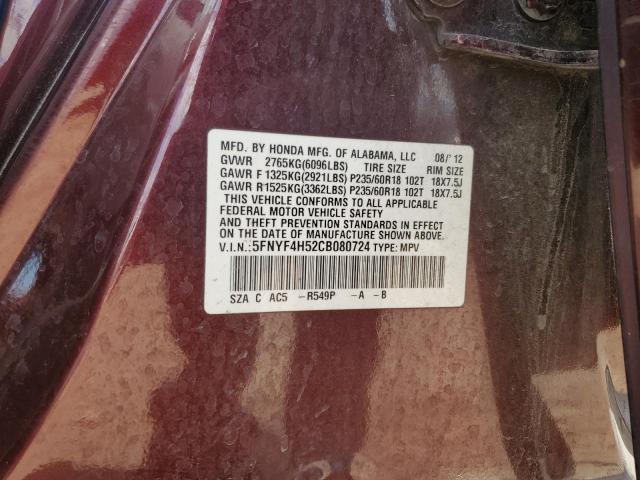 MFD. BY HONDA MFG. OF ALABAMA, LLC 08/'12
GVWR 2765KG(6096LBS) TIRE SIZE RIM SIZE
GAWR F 1325KG(2921LBS) P235/60R18 102T 18X7.5J
GAWR R1525KG(3362LBS) P235/60R18 102T 18X7.5J
THIS VEHICLE CONFORMS TO ALL APPLICABLE
FEDERAL MOTOR VEHICLE SAFETY
AND THEFT PREVENTION STANDARDS IN EFFECT
ON THE DATE OF MANUFACTURE SHOWN ABOVE.
V.I.N.:5FNYF4H52CB080724 TYPE: MPV
SZA C AC5 -R549P -A -B